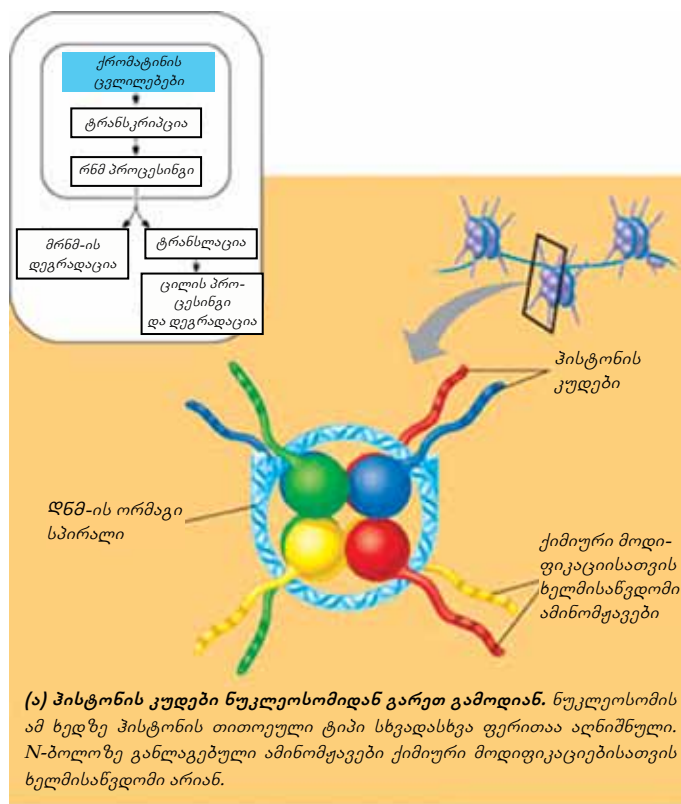 ქრომატინის
ცვლილებები
ტრანსკრიპცია
რნმ პროცესინგი
მრნმ-ის
დეგრადაცია
ტრანსლაცია
ცილის პრო-
ცესინგი
და დეგრადაცია
ჰისტონის
კუდები
დნმ-ის ორმაგი
სპირალი
ქიმიური მოდი-
ფიკაციისათვის
ხელმისაწვდომი
ამინომჟავები
(ა) ჰისტონის კუდები ნუკლეოსომიდან გარეთ გამოდიან. ნუკლეოსომის
ამ ხედზე ჰისტონის თითოეული ტიპი სხვადასხვა ფერითაა აღნიშნული.
N-ბოლოზე განლაგებული ამინომჟავები ქიმიური მოდიფიკაციებისათვის
ხელმისაწვდომი არიან.